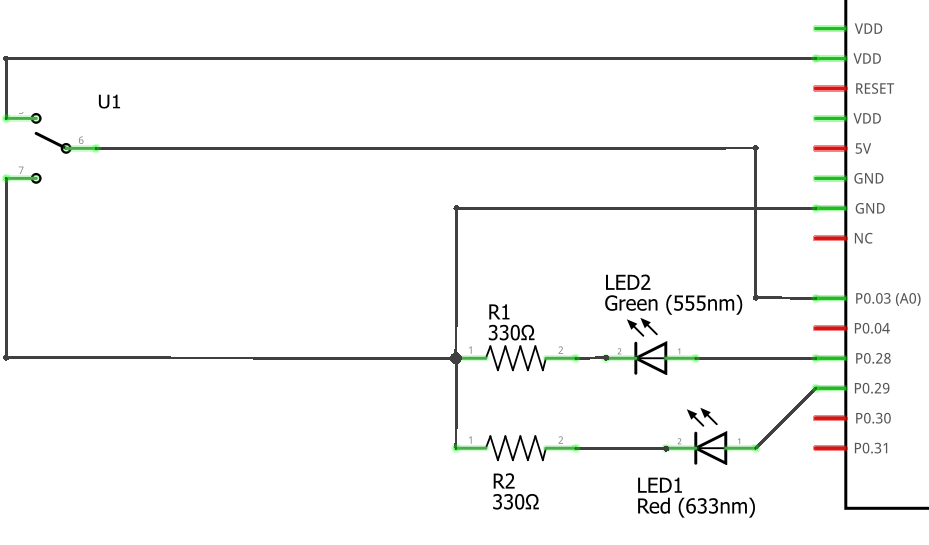 VDD
VDD
RESET
U1
VDD
6
5V
7
GND
GND
NC
LED2
Green (555nm)
P0.03 (A0)
R1
330Ω
P0.04
1
2
2
1
P0.28
P0.29
P0.30
1
2
2
1
P0.31
R2
330Ω
LED1
Red (633nm)